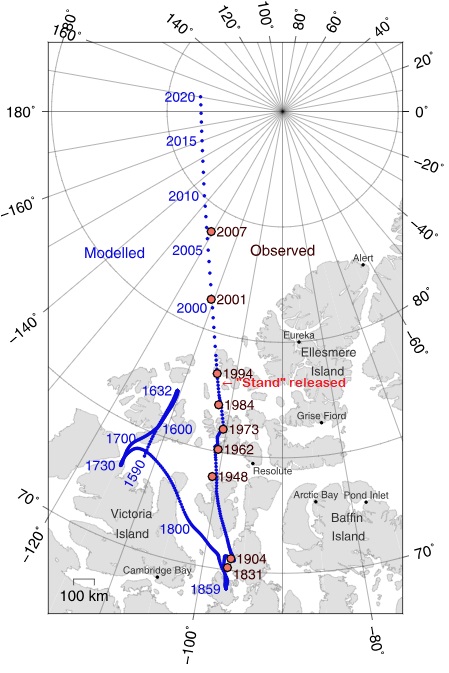 180˚
160˚
140˚
120˚
100˚
80˚
60˚
40˚
20˚
0˚
−20˚
−40˚
80˚
−60˚
70˚
−80˚
−100˚
−120˚
70˚
−140˚
−160˚
180˚
2020
2015
2010
2007
2005
Modelled
Observed
Alert
2001
2000
Eureka
Ellesmere
Island
1994
← "Stand" released
1632
1984
Grise Fiord
1973
1600
1700
1962
1730
1590
Resolute
1948
Arctic Bay
Pond Inlet
Victoria
Island
Baffin
Island
1800
1904
1831
Cambridge Bay
1859
100 km